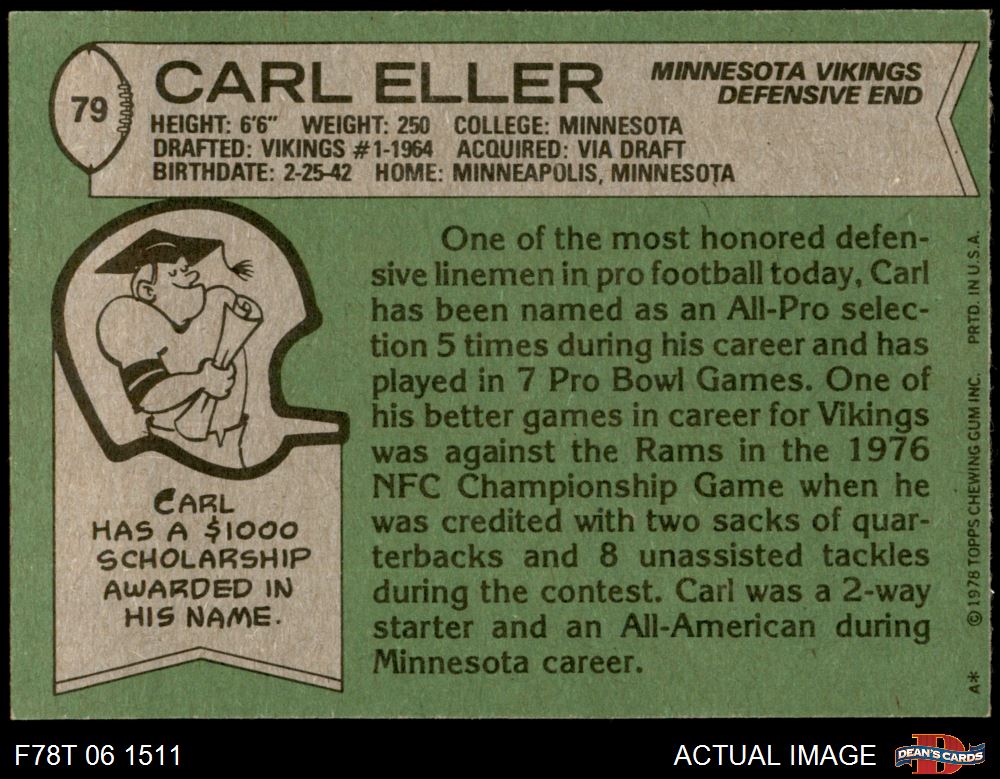 79
CARL ELLER
MINNESOTA VIKINGS
DEFENSIVE END
HEIGHT: 6'6" WEIGHT: 250 COLLEGE: MINNESOTA
DRAFTED: VIKINGS #1-1964 ACQUIRED: VIA DRAFT
BIRTHDATE: 2-25-42 HOME: MINNEAPOLIS, MINNESOTA
CARL
HAS A $1000
SCHOLARSHIP
AWARDED IN
HIS NAME.
One of the most honored defen-
sive linemen in pro football today, Carl
has been named as an All-Pro selec-
tion 5 times during his career and has
played in 7 Pro Bowl Games. One of
his better games in career for Vikings
was against the Rams in the 1976
NFC Championship Game when he
was credited with two sacks of quar-
terbacks and 8 unassisted tackles
during the contest. Carl was a 2-way
starter and an All-American during
Minnesota career.
A* ©1978 TOPPS CHEWING GUM INC. PRTD. IN U.S.A.
F78T 06 1511
ACTUAL IMAGE
D
DEAN'S CARDS